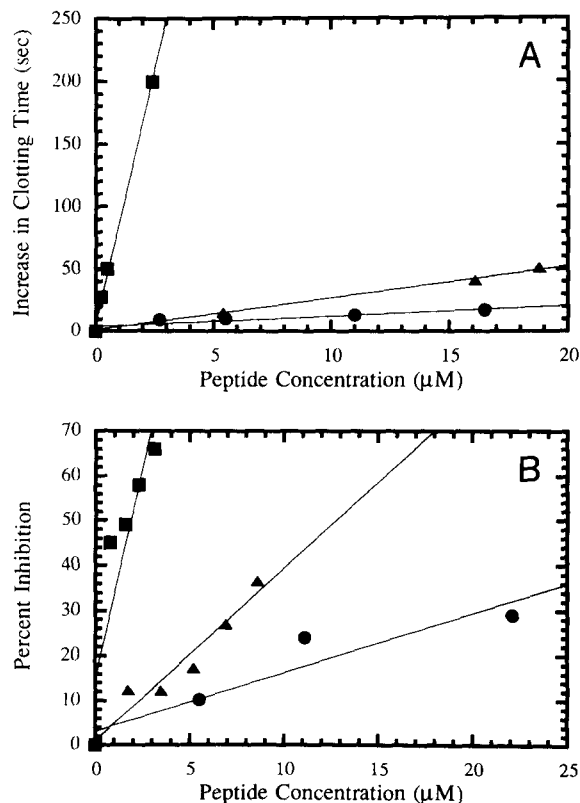 A
Increase in Clotting Time (sec)
250
200
150
100
50
0
0 5 10 15 20
Peptide Concentration (µM)
B
Percent Inhibition
70
60
50
40
30
20
10
0
0 5 10 15 20 25
Peptide Concentration (µM)